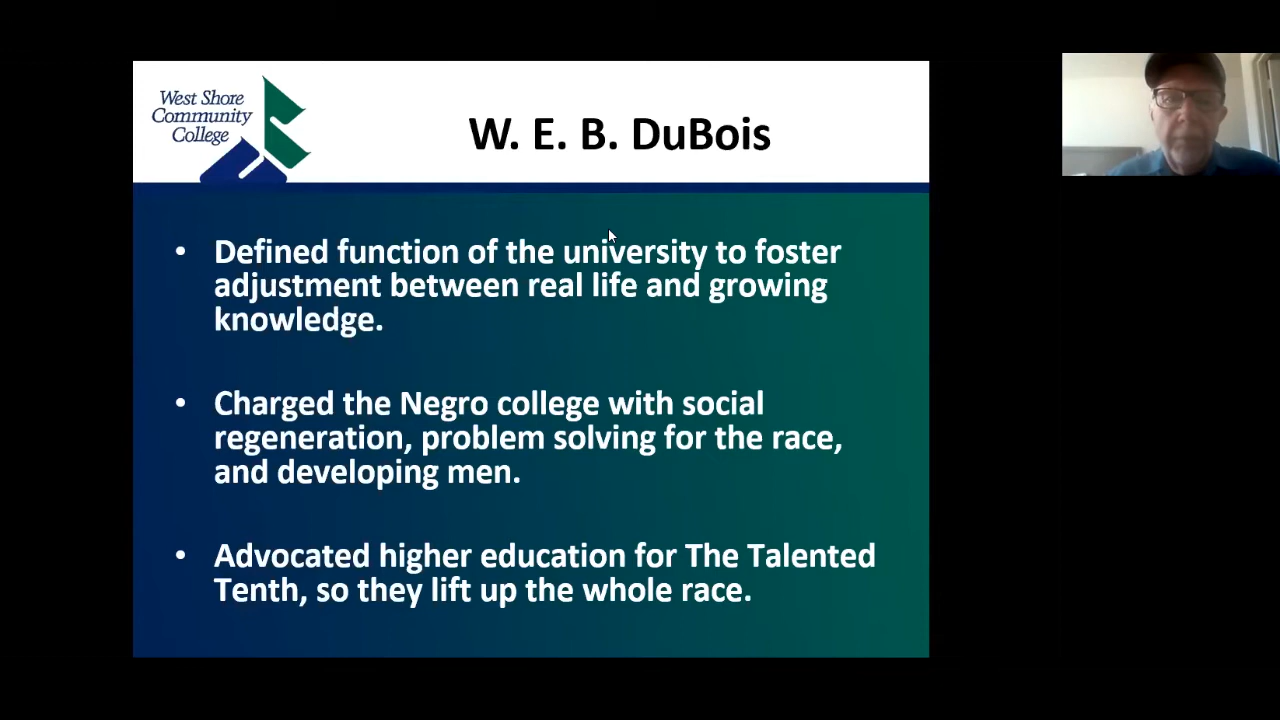 West Shore
Community
College
W. E. B. DuBois
• Defined function of the university to foster
adjustment between real life and growing
knowledge.
• Charged the Negro college with social
regeneration, problem solving for the race,
and developing men.
• Advocated higher education for The Talented
Tenth, so they lift up the whole race.